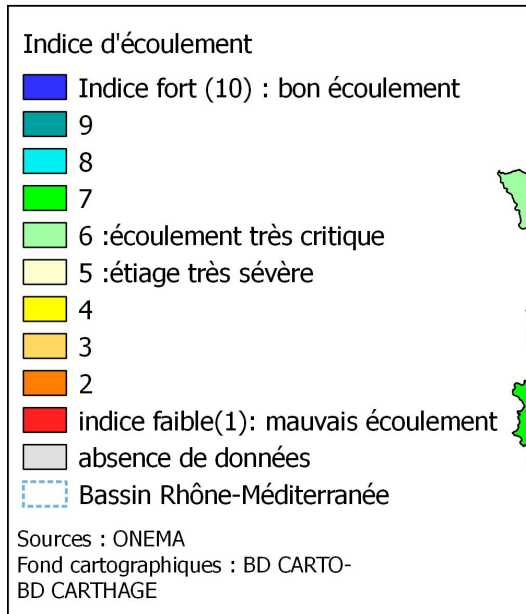 Indice d'écoulement
Indice fort (10) : bon écoulement
9
8
7
6 :écoulement très critique
5 :étiage très sévère
4
3
2
indice faible(1): mauvais écoulement
absence de données
Bassin Rhône-Méditerranée
Sources : ONEMA
Fond cartographiques : BD CARTO-
BD CARTHAGE